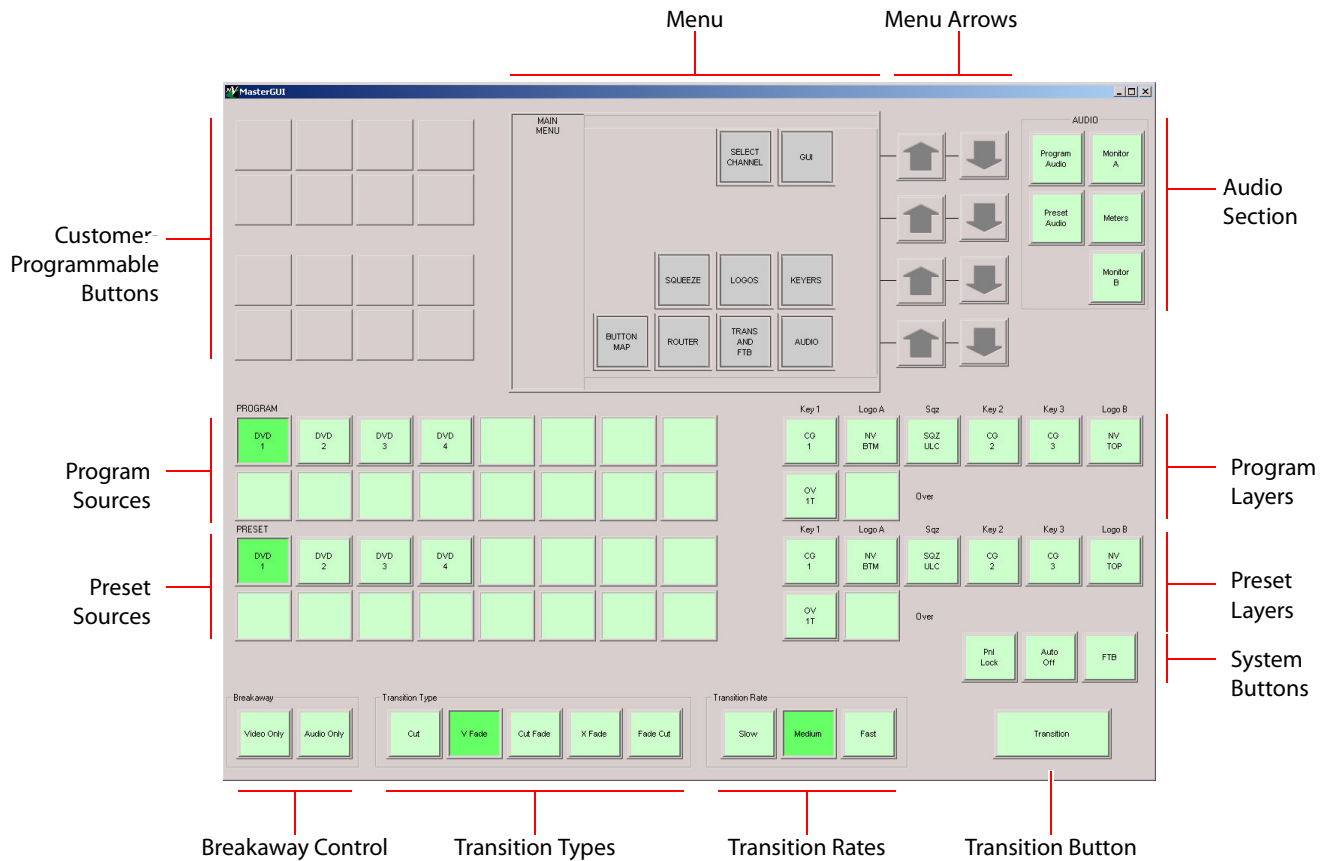 Menu
Menu Arrows
MasterGUI
MAIN
MENU
SELECT
CHANNEL
GUI
SQUEEZE
LOGOS
KEYERS
BUTTON
MAP
ROUTER
TRANS
AND
FTB
AUDIO
AUDIO
Program
Audio
Monitor
A
Preset
Audio
Meters
Monitor
B
Customer-
Programmable
Buttons
Audio
Section
PROGRAM
DVD
1
DVD
2
DVD
3
DVD
4
Key 1
Logo A
Sqz
Key 2
Key 3
Logo B
CG
1
NV
BTM
SQZ
ULC
CG
2
CG
3
NV
TOP
OV
1T
Over
Program
Sources
Program
Layers
PRESET
DVD
1
DVD
2
DVD
3
DVD
4
Key 1
Logo A
Sqz
Key 2
Key 3
Logo B
CG
1
NV
BTM
SQZ
ULC
CG
2
CG
3
NV
TOP
OV
1T
Over
Preset
Sources
Preset
Layers
Pnl
Lock
Auto
Off
FTB
System
Buttons
Breakaway
Video Only
Audio Only
Transition Type
Cut
V Fade
Cut Fade
X Fade
Fade Cut
Transition Rate
Slow
Medium
Fast
Transition
Breakaway Control
Transition Types
Transition Rates
Transition Button